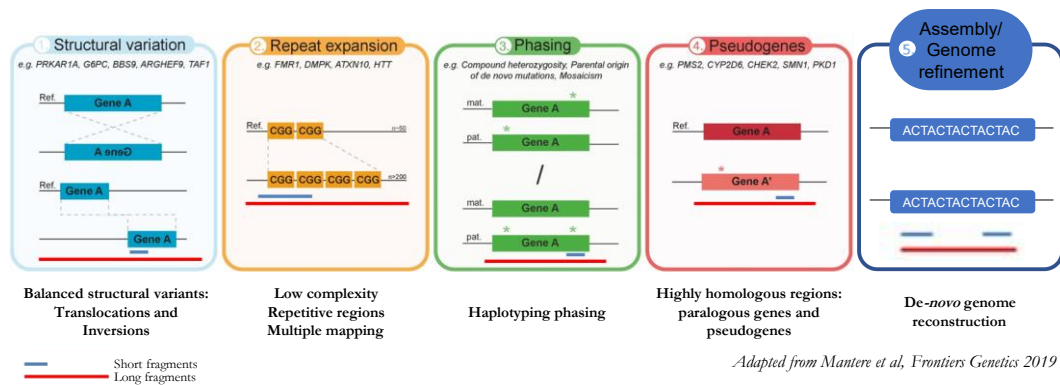 1. Structural variation
e.g. PRKAR1A, G6PC, BBS9, ARGHEF9, TAF1
Ref.
Gene A
Gene A
Ref.
Gene A
Gene A
Balanced structural variants:
Translocations and
Inversions
2. Repeat expansion
e.g. FMR1, DMPK, ATXN10, HTT
Ref.
CGG CGG
n~50
CGG CGG CGG CGG
n>200
Low complexity
Repetitive regions
Multiple mapping
3. Phasing
e.g. Compound heterozygosity, Parental origin
of de novo mutations, Mosaicism
*
mat.
Gene A
*
pat.
Gene A
/
mat.
Gene A
* *
pat.
Gene A
Haplotyping phasing
4. Pseudogenes
e.g. PMS2, CYP2D6, CHEK2, SMN1, PKD1
Ref.
Gene A
*
Gene A'
Highly homologous regions:
paralogous genes and
pseudogenes
5.
Assembly/
Genome
refinement
ACTACTACTACTAC
ACTACTACTACTAC
De-novo genome
reconstruction
Short fragments
Long fragments
Adapted from Mantere et al, Frontiers Genetics 2019